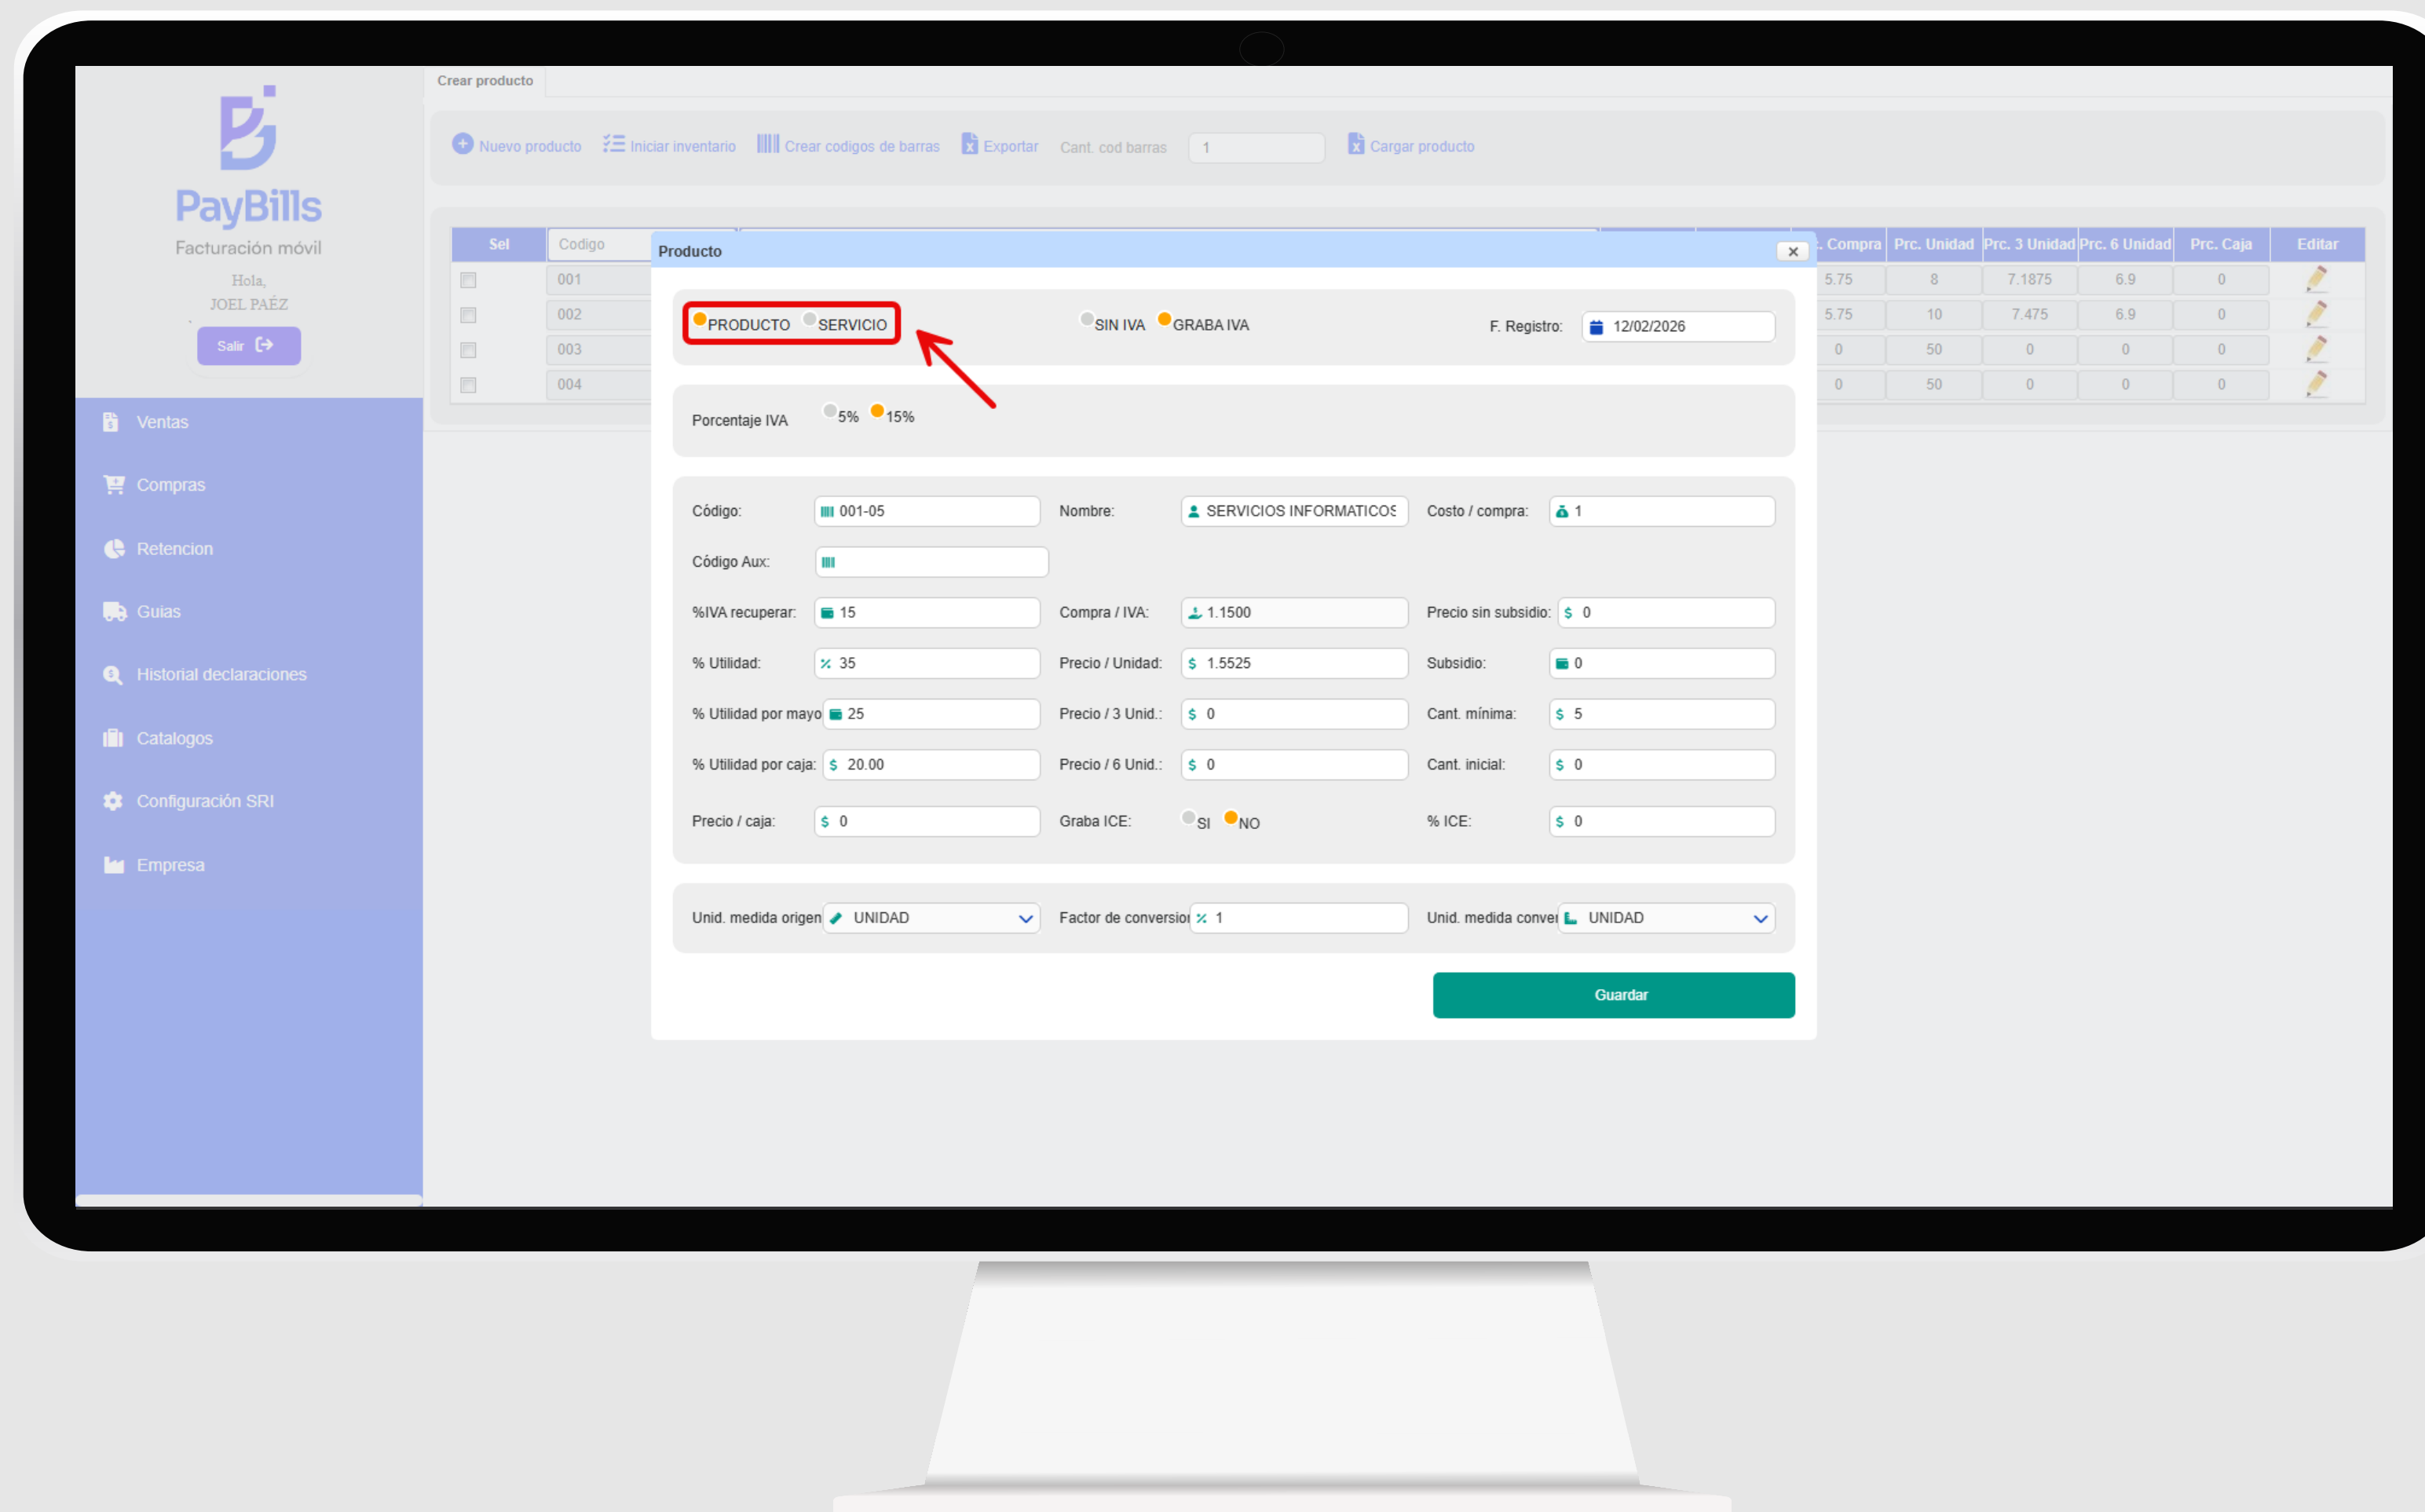 Crear producto
PayBills
Facturación móvil
Hola,
JOEL PAÉZ
Salir
Ventas
Compras
Retencion
Guias
Historial declaraciones
Catalogos
Configuración SRI
Empresa
Nuevo producto Iniciar inventario Crear codigos de barras Exportar Cant. cod barras 1 Cargar producto
Sel Codigo . Compra Prc. Unidad Prc. 3 Unidad Prc. 6 Unidad Prc. Caja Editar
001 5.75 8 7.1875 6.9 0
002 5.75 10 7.475 6.9 0
003 0 50 0 0 0
004 0 50 0 0 0
Producto
PRODUCTO SERVICIO SIN IVA GRABA IVA F. Registro: 12/02/2026
Porcentaje IVA 5% 15%
Código: 001-05 Nombre: SERVICIOS INFORMATICOS Costo / compra: 1
Código Aux:
%IVA recuperar: 15 Compra / IVA: 1.1500 Precio sin subsidio: $ 0
% Utilidad: % 35 Precio / Unidad: $ 1.5525 Subsidio: 0
% Utilidad por mayo 25 Precio / 3 Unid.: $ 0 Cant. mínima: $ 5
% Utilidad por caja: $ 20.00 Precio / 6 Unid.: $ 0 Cant. inicial: $ 0
Precio / caja: $ 0 Graba ICE: SI NO % ICE: $ 0
Unid. medida origen UNIDAD Factor de conversion % 1 Unid. medida conver UNIDAD
Guardar